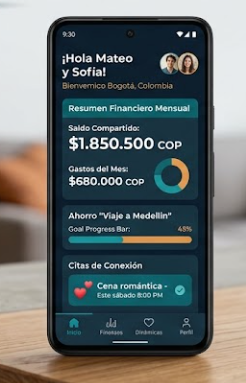 9:30
¡Hola Mateo
y Sofía!
Bienvemico Bogotá, Colombia
Resumen Financiero Mensual
Saldo Compartido:
$1.850.500 COP
Gastos del Mes:
$680.000 COP
Ahorro "Viaje a Medellín"
Goal Progress Bar:
45%
Citas de Conexión
Cena romántica -
Este sábado 8:00 PM
Inicio
Dinámicas
Perfil